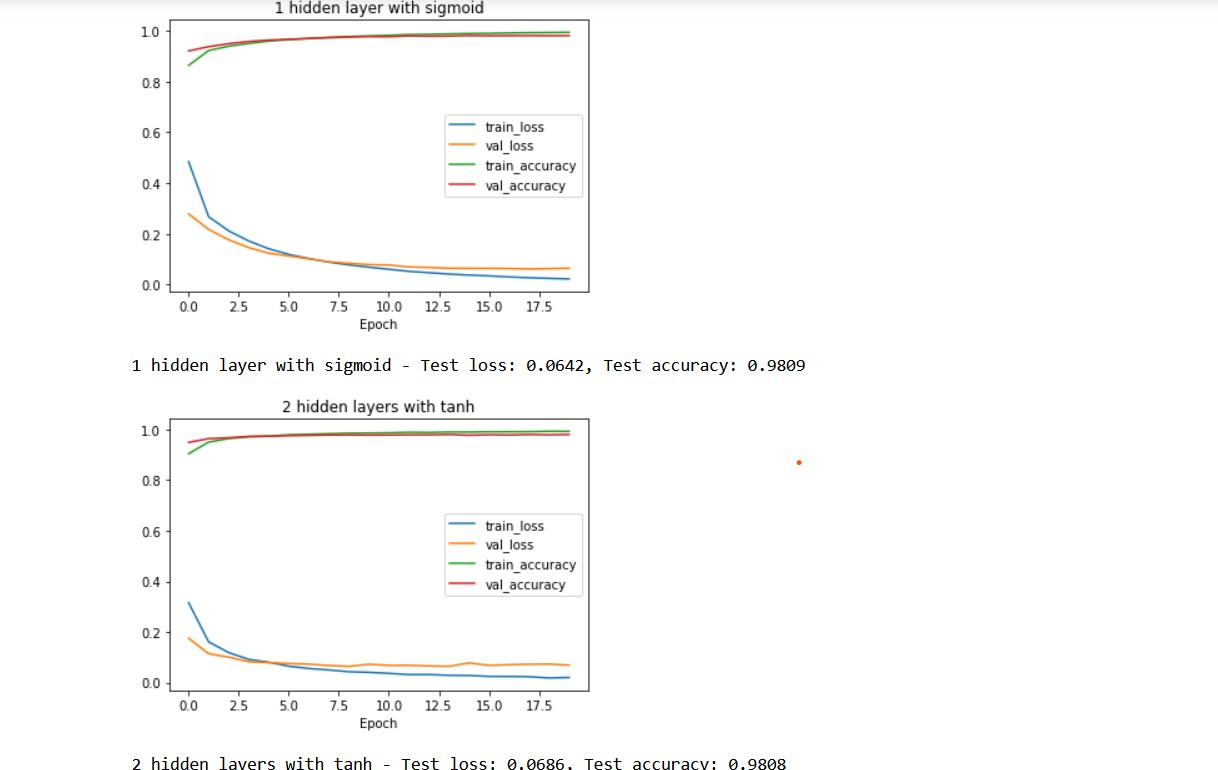 1 hidden layer with sigmoid
1.0
0.8
0.6
0.4
0.2
0.0
train_loss
val_loss
train_accuracy
val_accuracy
0.0 2.5 5.0 7.5 10.0 12.5 15.0 17.5
Epoch
1 hidden layer with sigmoid - Test loss: 0.0642, Test accuracy: 0.9809
2 hidden layers with tanh
1.0
0.8
0.6
0.4
0.2
0.0
train_loss
val_loss
train_accuracy
val_accuracy
0.0 2.5 5.0 7.5 10.0 12.5 15.0 17.5
Epoch
2 hidden layers with tanh - Test loss: 0.0686, Test accuracy: 0.9808